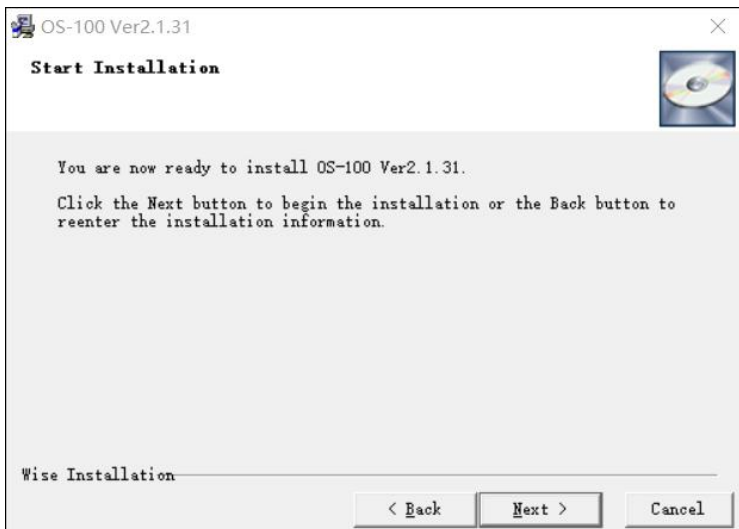 OS-100 Ver2.1.31
Start Installation
You are now ready to install OS-100 Ver2.1.31.
Click the Next button to begin the installation or the Back button to
reenter the installation information.
Wise Installation
< Back
Next >
Cancel